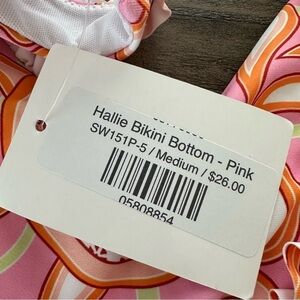 Hallie Bikini Bottom - Pink
SW151P-5 / Medium / $26.00
05808854